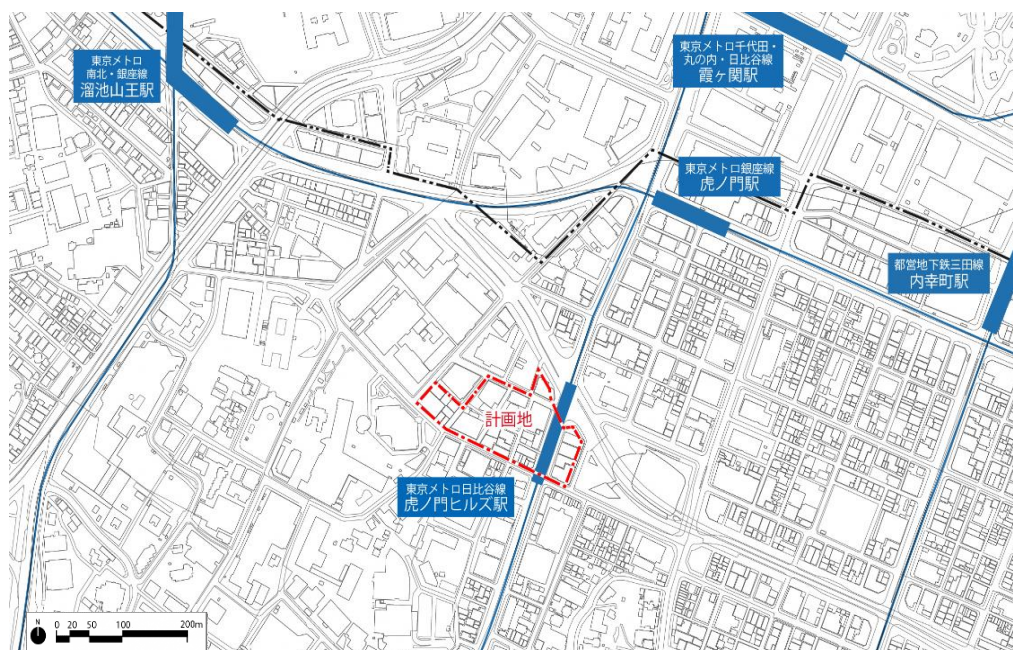 東京メトロ
南北・銀座線
溜池山王駅
東京メトロ千代田・
丸の内・日比谷線
霞ヶ関駅
東京メトロ銀座線
虎ノ門駅
都営地下鉄三田線
内幸町駅
計画地
東京メトロ日比谷線
虎ノ門ヒルズ駅
N
0 20 50 100 200m